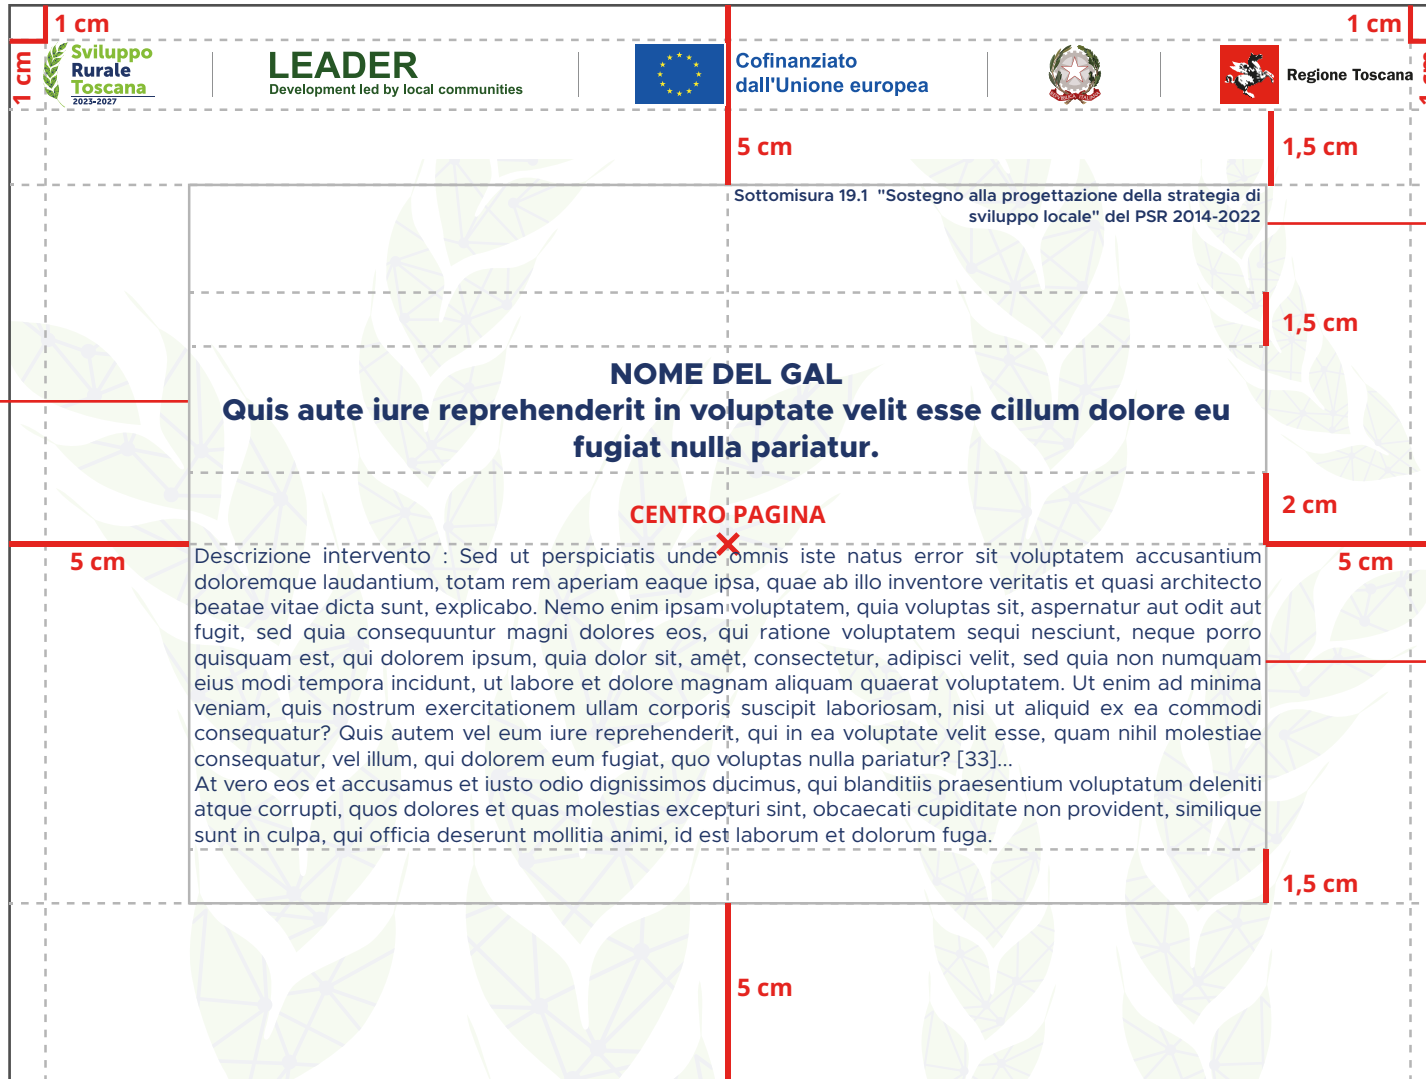 1 cm
1 cm
1 cm
Sviluppo
Rurale
Toscana
2023-2027
LEADER
Development led by local communities
Cofinanziato
dall'Unione europea
Regione Toscana
5 cm
1,5 cm
Sottomisura 19.1 "Sostegno alla progettazione della strategia di
sviluppo locale" del PSR 2014-2022
1,5 cm
NOME DEL GAL
Quis aute iure reprehenderit in voluptate velit esse cillum dolore eu
fugiat nulla pariatur.
2 cm
CENTRO PAGINA
5 cm
5 cm
Descrizione intervento : Sed ut perspiciatis unde omnis iste natus error sit voluptatem accusantium
doloremque laudantium, totam rem aperiam eaque ipsa, quae ab illo inventore veritatis et quasi architecto
beatae vitae dicta sunt, explicabo. Nemo enim ipsam voluptatem, quia voluptas sit, aspernatur aut odit aut
fugit, sed quia consequuntur magni dolores eos, qui ratione voluptatem sequi nesciunt, neque porro
quisquam est, qui dolorem ipsum, quia dolor sit, amet, consectetur, adipisci velit, sed quia non numquam
eius modi tempora incidunt, ut labore et dolore magnam aliquam quaerat voluptatem. Ut enim ad minima
veniam, quis nostrum exercitationem ullam corporis suscipit laboriosam, nisi ut aliquid ex ea commodi
consequatur? Quis autem vel eum iure reprehenderit, qui in ea voluptate velit esse, quam nihil molestiae
consequatur, vel illum, qui dolorem eum fugiat, quo voluptas nulla pariatur? [33]...
At vero eos et accusamus et iusto odio dignissimos ducimus, qui blanditiis praesentium voluptatum deleniti
atque corrupti, quos dolores et quas molestias excepturi sint, obcaecati cupiditate non provident, similique
sunt in culpa, qui officia deserunt mollitia animi, id est laborum et dolorum fuga.
1,5 cm
5 cm